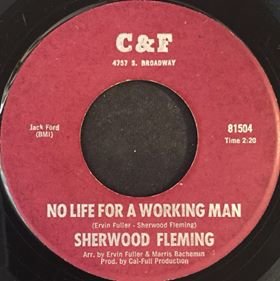 C&F
4757 S. BROADWAY
Jack Ford
(BMI)
81504
Time 2:20
NO LIFE FOR A WORKING MAN
(Ervin Fuller - Sherwood Fleming)
SHERWOOD FLEMING
Arr. by Ervin Fuller & Marris Bachemin
Prod. by Cal-Full Production